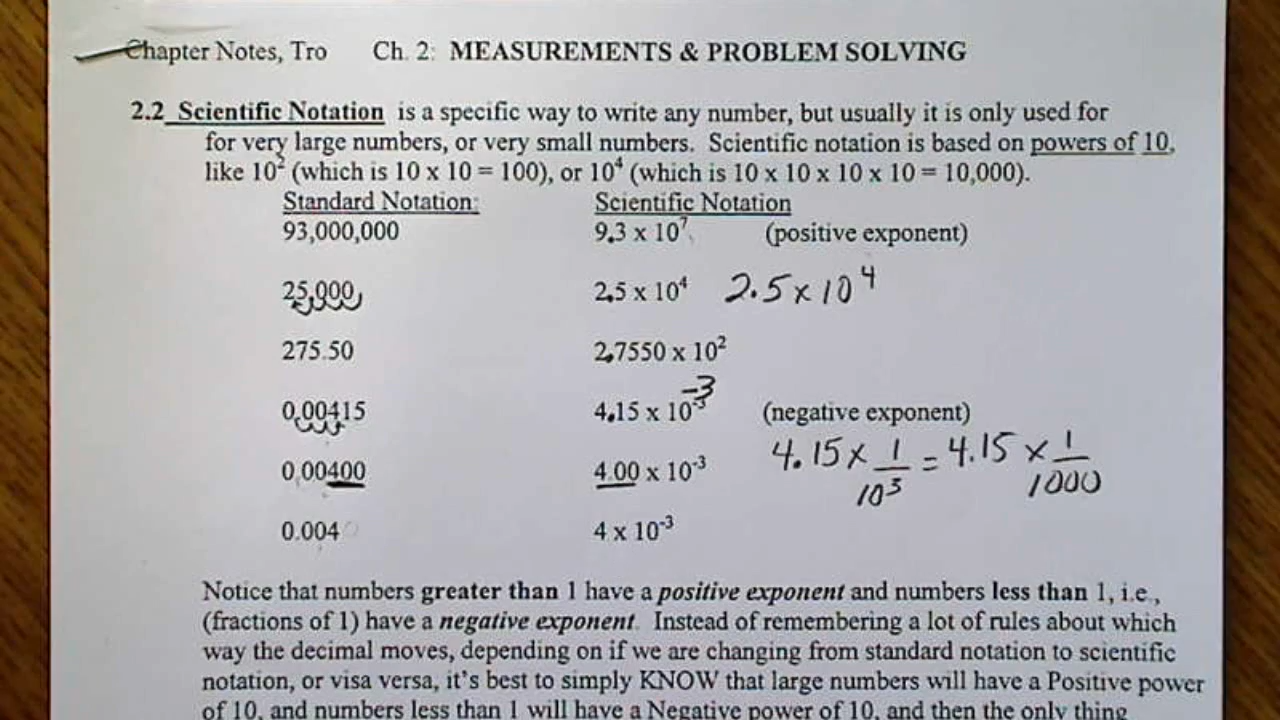 Chapter Notes, Tro Ch. 2: MEASUREMENTS & PROBLEM SOLVING
2.2 Scientific Notation is a specific way to write any number, but usually it is only used for
for very large numbers, or very small numbers. Scientific notation is based on powers of 10,
like 10² (which is 10 x 10 = 100), or 10⁴ (which is 10 x 10 x 10 x 10 = 10,000).
Standard Notation: Scientific Notation
93,000,000 9.3 x 10⁷ (positive exponent)
25,000 2.5 x 10⁴ 2.5 x 10⁴
275.50 2.7550 x 10²
-3
0.00415 4.15 x 10⁻³ (negative exponent)
4.15 x 1/10³ = 4.15 x 1/1000
0.00400 4.00 x 10⁻³
0.004 4 x 10⁻³
Notice that numbers greater than 1 have a positive exponent and numbers less than 1, i.e.,
(fractions of 1) have a negative exponent. Instead of remembering a lot of rules about which
way the decimal moves, depending on if we are changing from standard notation to scientific
notation, or visa versa, it's best to simply KNOW that large numbers will have a Positive power
of 10, and numbers less than 1 will have a Negative power of 10, and then the only thing